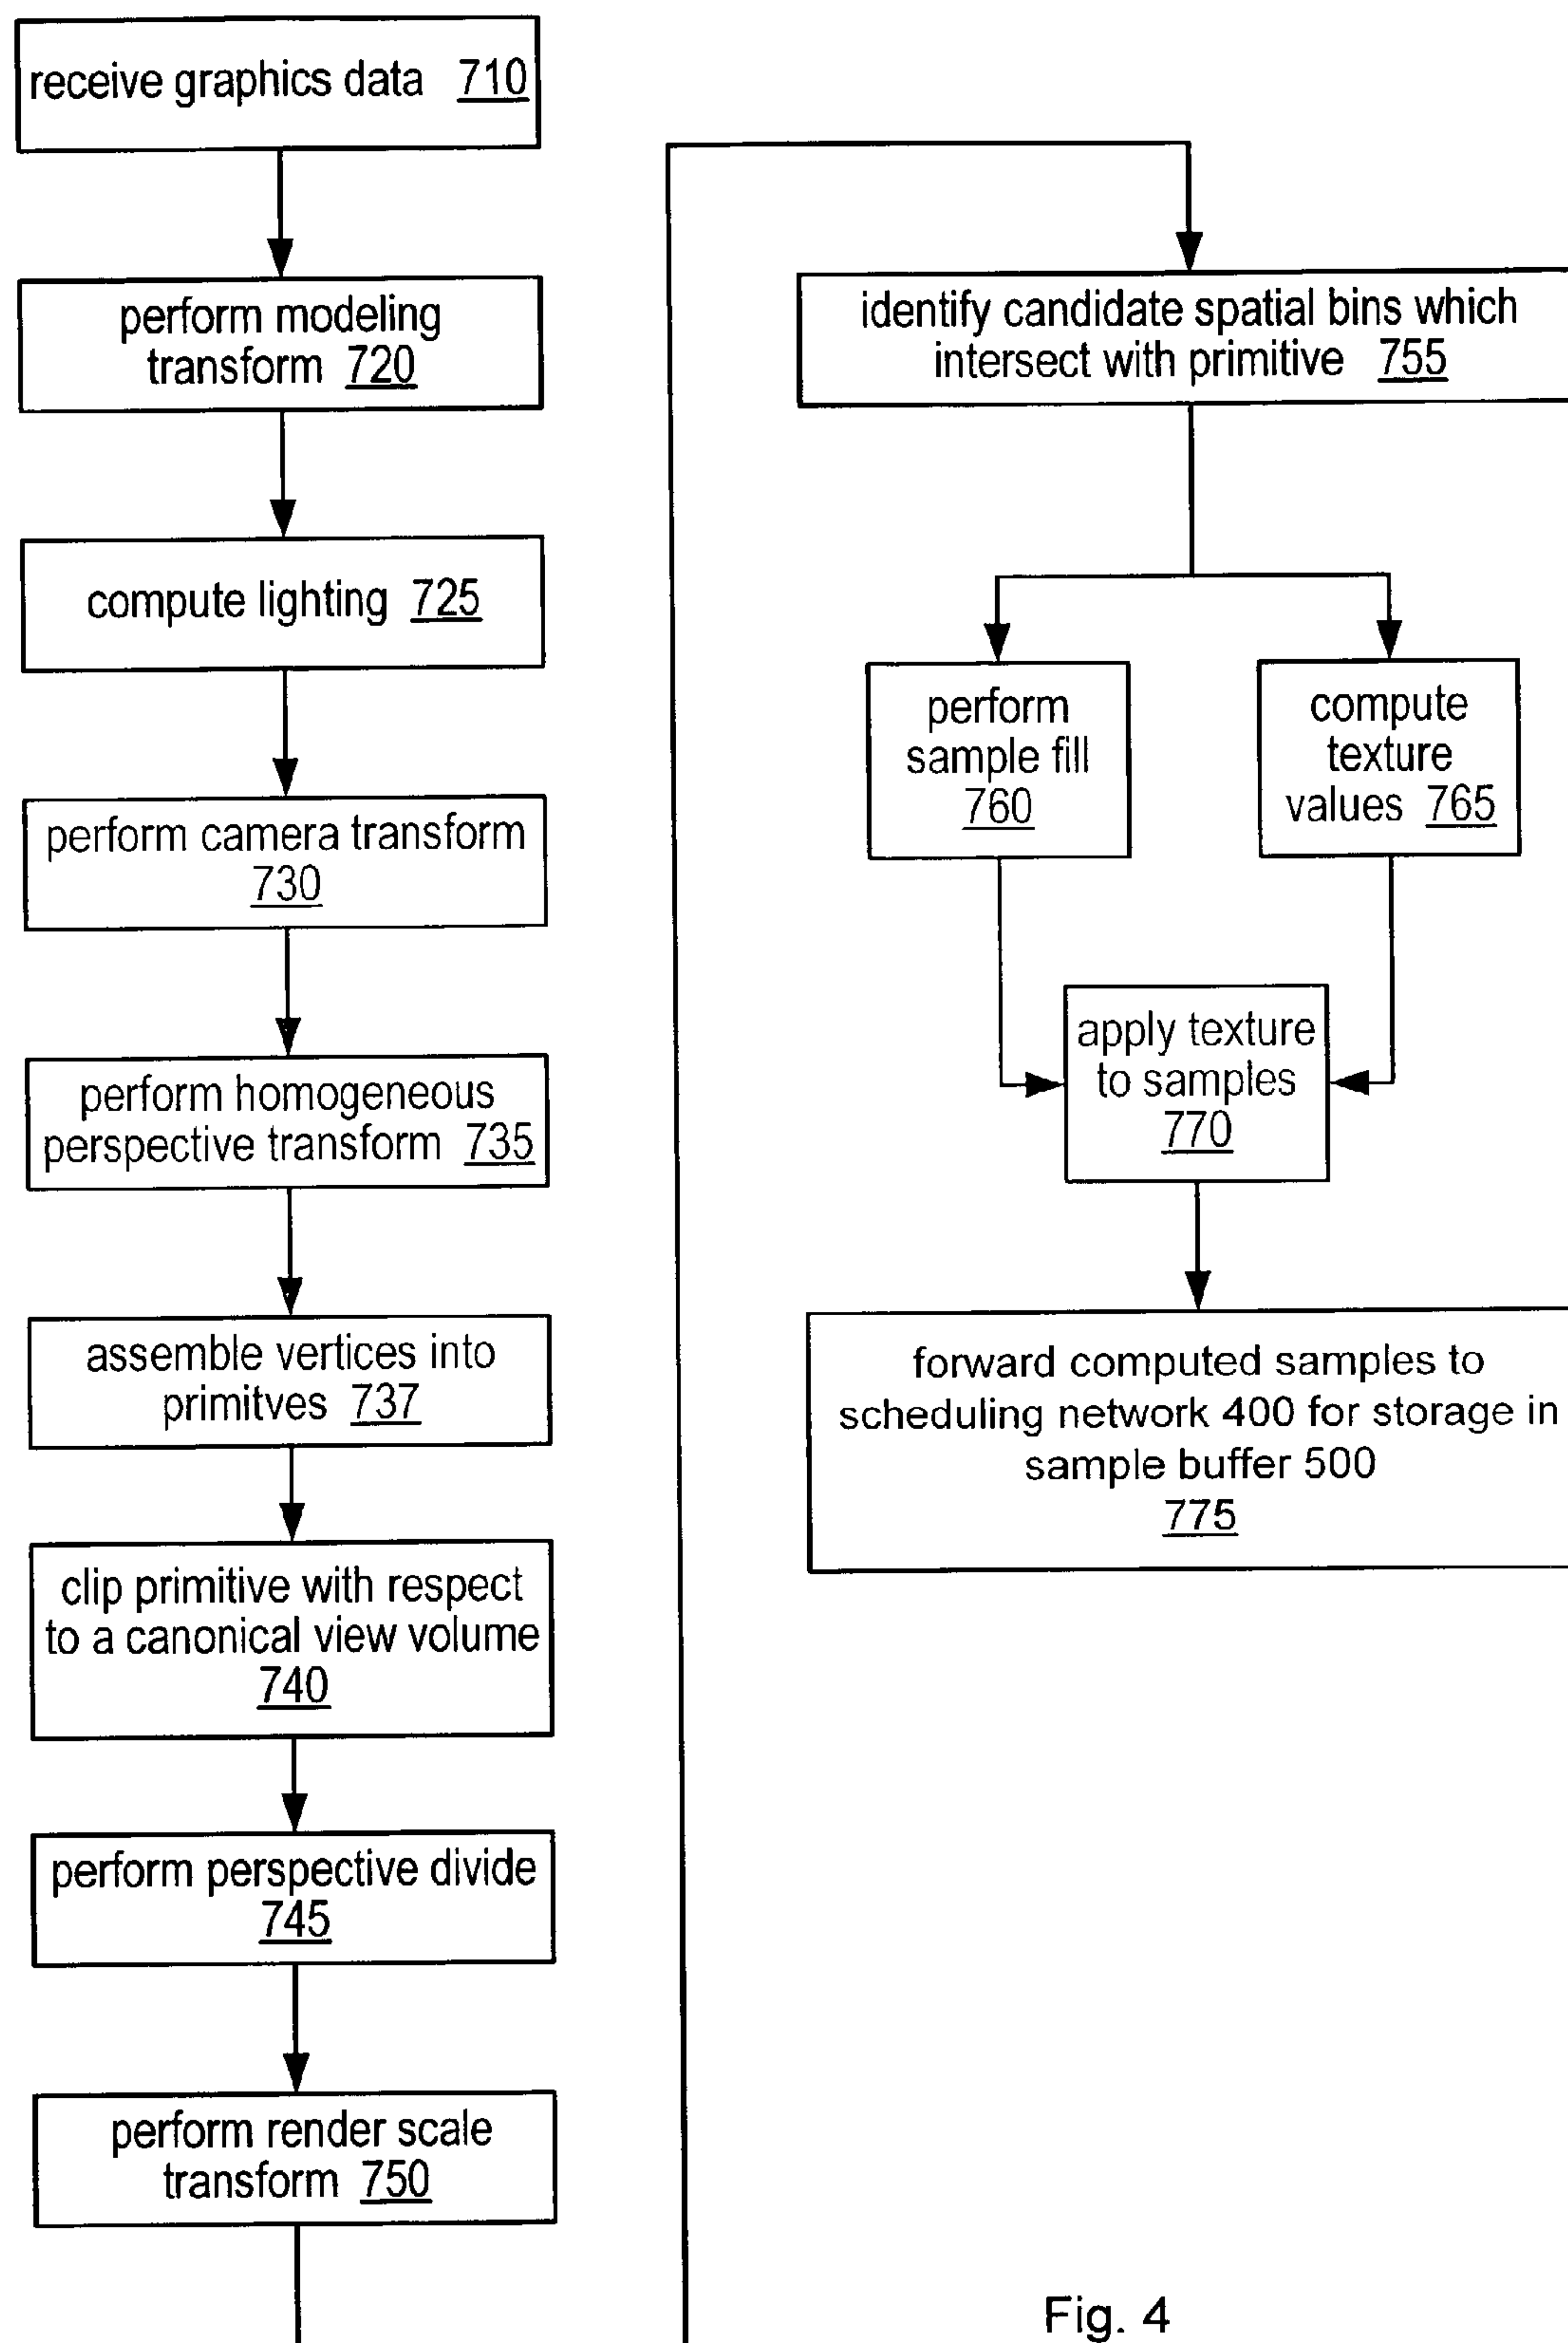 receive graphics data 710
perform modeling
transform 720
compute lighting 725
perform camera transform
730
perform homogeneous
perspective transform 735
assemble vertices into
primitves 737
clip primitive with respect
to a canonical view volume
740
perform perspective divide
745
perform render scale
transform 750
identify candidate spatial bins which
intersect with primitive 755
perform
sample fill
760
compute
texture
values 765
apply texture
to samples
770
forward computed samples to
scheduling network 400 for storage in
sample buffer 500
775
Fig. 4